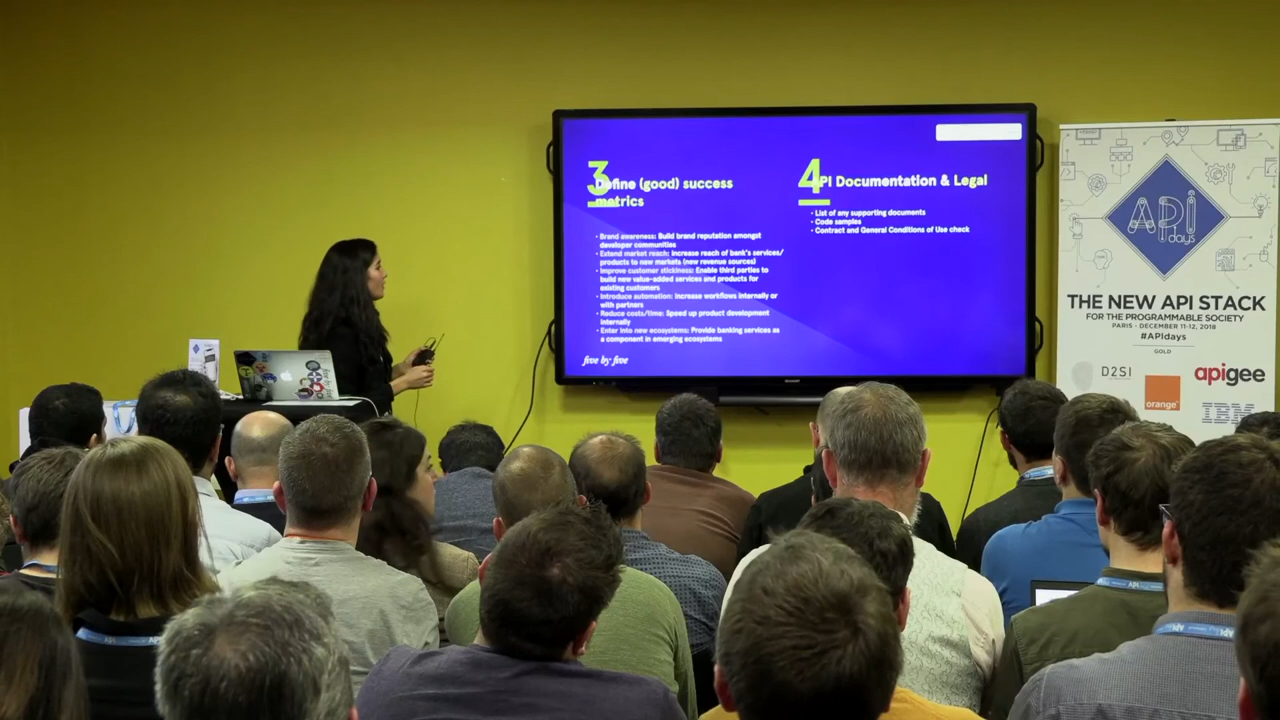 3
Define (good) success
metrics
• Brand awareness: Build brand reputation amongst
developer communities
• Extend market reach: Increase reach of bank's services/
products to new markets (new revenue sources)
• Improve customer stickiness: Enable third parties to
build new value-added services and products for
existing customers
• Introduce automation: Increase workflows internally or
with partners
• Reduce costs/time: Speed up product development
internally
• Enter into new ecosystems: Provide banking services as
a component in emerging ecosystems
five by five
4
PI Documentation & Legal
• List of any supporting documents
• Code samples
• Contract and General Conditions of Use check
API
days
THE NEW API STACK
FOR THE PROGRAMMABLE SOCIETY
PARIS - DECEMBER 11-12, 2018
#APIdays
GOLD
D2SI
orange
apigee
IBM